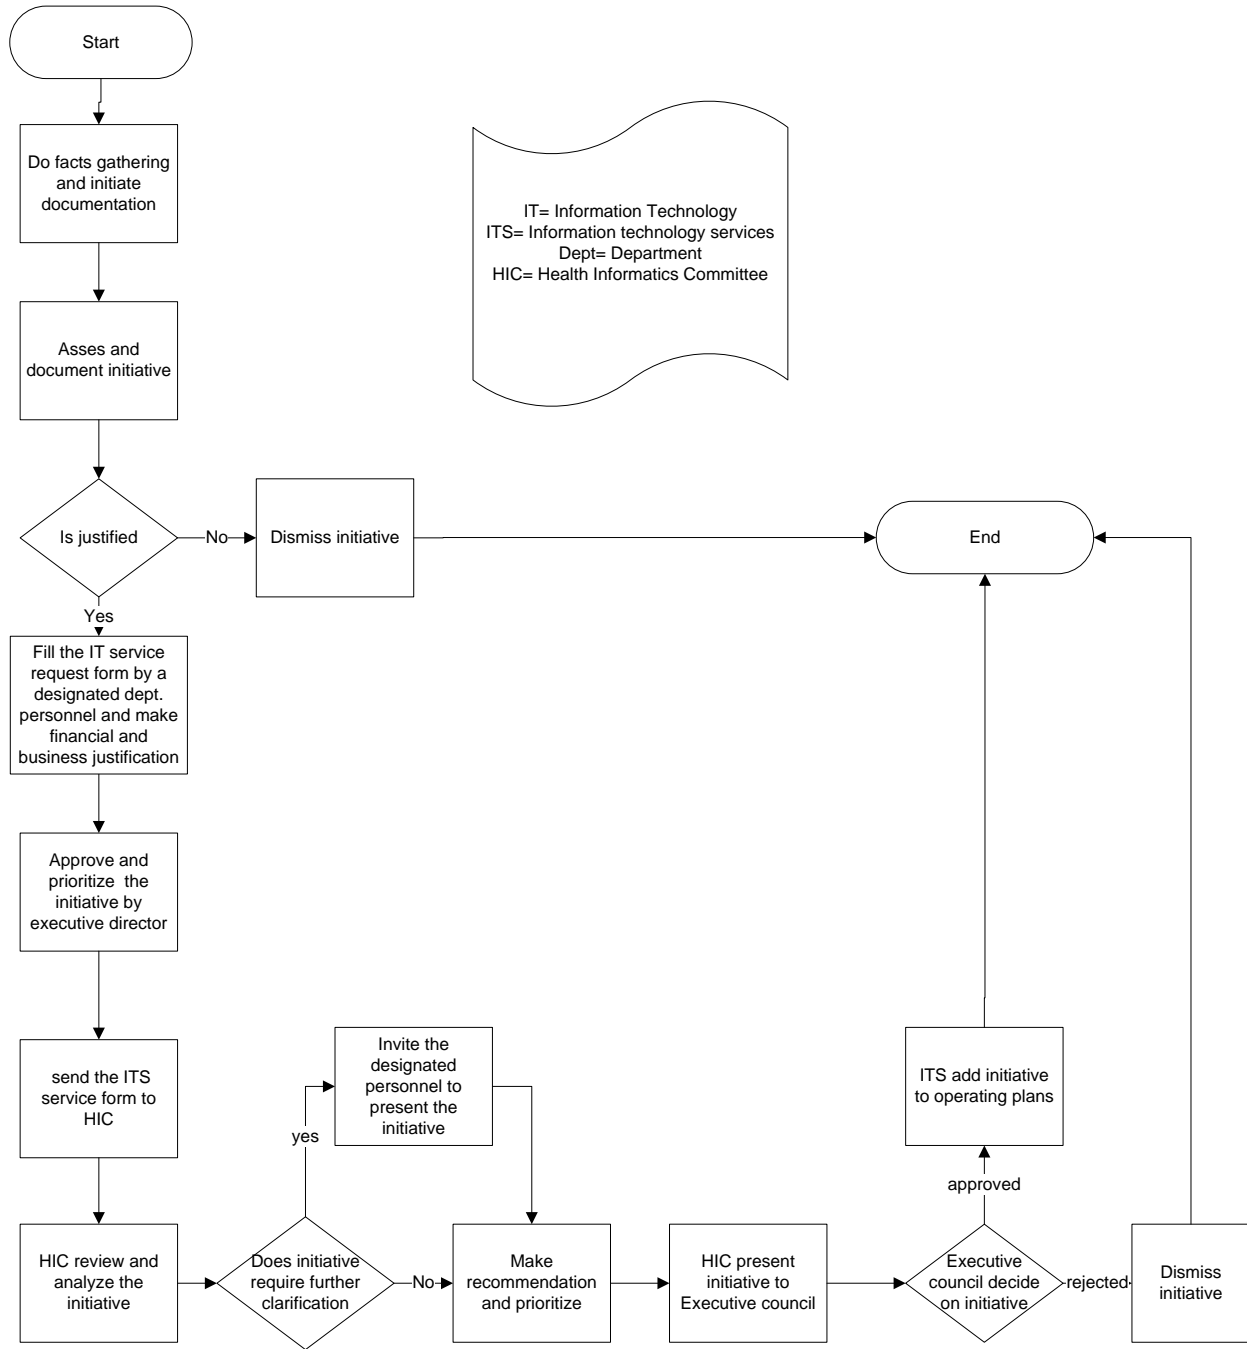 Start
Do facts gathering
and initiate
documentation
IT= Information Technology
ITS= Information technology services
Dept= Department
HIC= Health Informatics Committee
Asses and
document initiative
Is justified
No
Dismiss initiative
End
Yes
Fill the IT service
request form by a
designated dept.
personnel and make
financial and
business justification
Approve and
prioritize the
initiative by
executive director
send the ITS
service form to
HIC
Invite the
designated
personnel to
present the
initiative
yes
ITS add initiative
to operating plans
approved
HIC review and
analyze the
initiative
Does initiative
require further
clarification
No
Make
recommendation
and prioritize
HIC present
initiative to
Executive council
Executive
council decide
on initiative
rejected
Dismiss
initiative